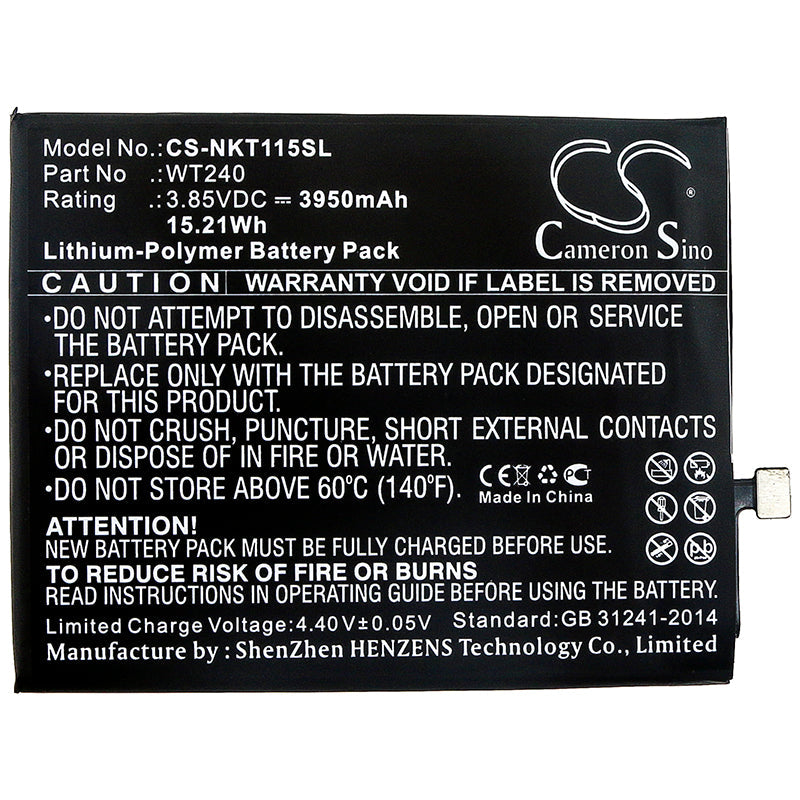 Model No.: CS-NKT115SL
Part No .: WT240
Rating .: 3.85VDC ⎓ 3950mAh
15.21Wh
Lithium-Polymer Battery Pack
CS
®
Cameron Sino
CAUTION WARRANTY VOID IF LABEL IS REMOVED
•DO NOT ATTEMPT TO DISASSEMBLE, OPEN OR SERVICE
THE BATTERY PACK.
•REPLACE ONLY WITH THE BATTERY PACK DESIGNATED
FOR THIS PRODUCT.
•DO NOT CRUSH, PUNCTURE, SHORT EXTERNAL CONTACTS
OR DISPOSED OF IN FIRE OR WATER.
•DO NOT STORE ABOVE 60°C (140°F).
CE PCT
Made In China
Pb
ATTENTION!
NEW BATTERY PACK MUST BE FULLY CHARGED BEFORE USE.
TO REDUCE RISK OF FIRE OR BURNS
READ INSTRUCTIONS IN OPERATING GUIDE BEFORE USING THE BATTERY.
Limited Charge Voltage:4.40V±0.05V Standard:GB 31241-2014
Manufacture by : ShenZhen HENZENS Technology Co., Limited